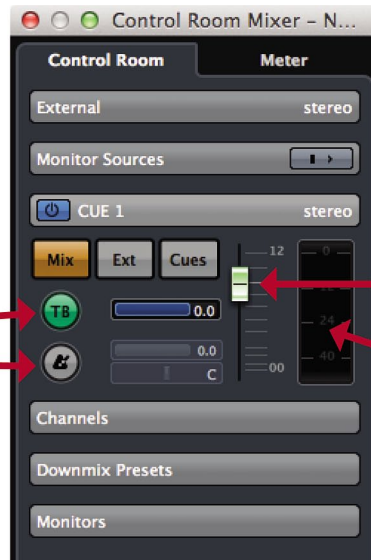 Control Room Mixer – N...
Control Room Meter
External stereo
Monitor Sources
CUE 1 stereo
Mix Ext Cues
12
0
12
TB
0.0
24
0.0
40
C
00
Channels
Downmix Presets
Monitors